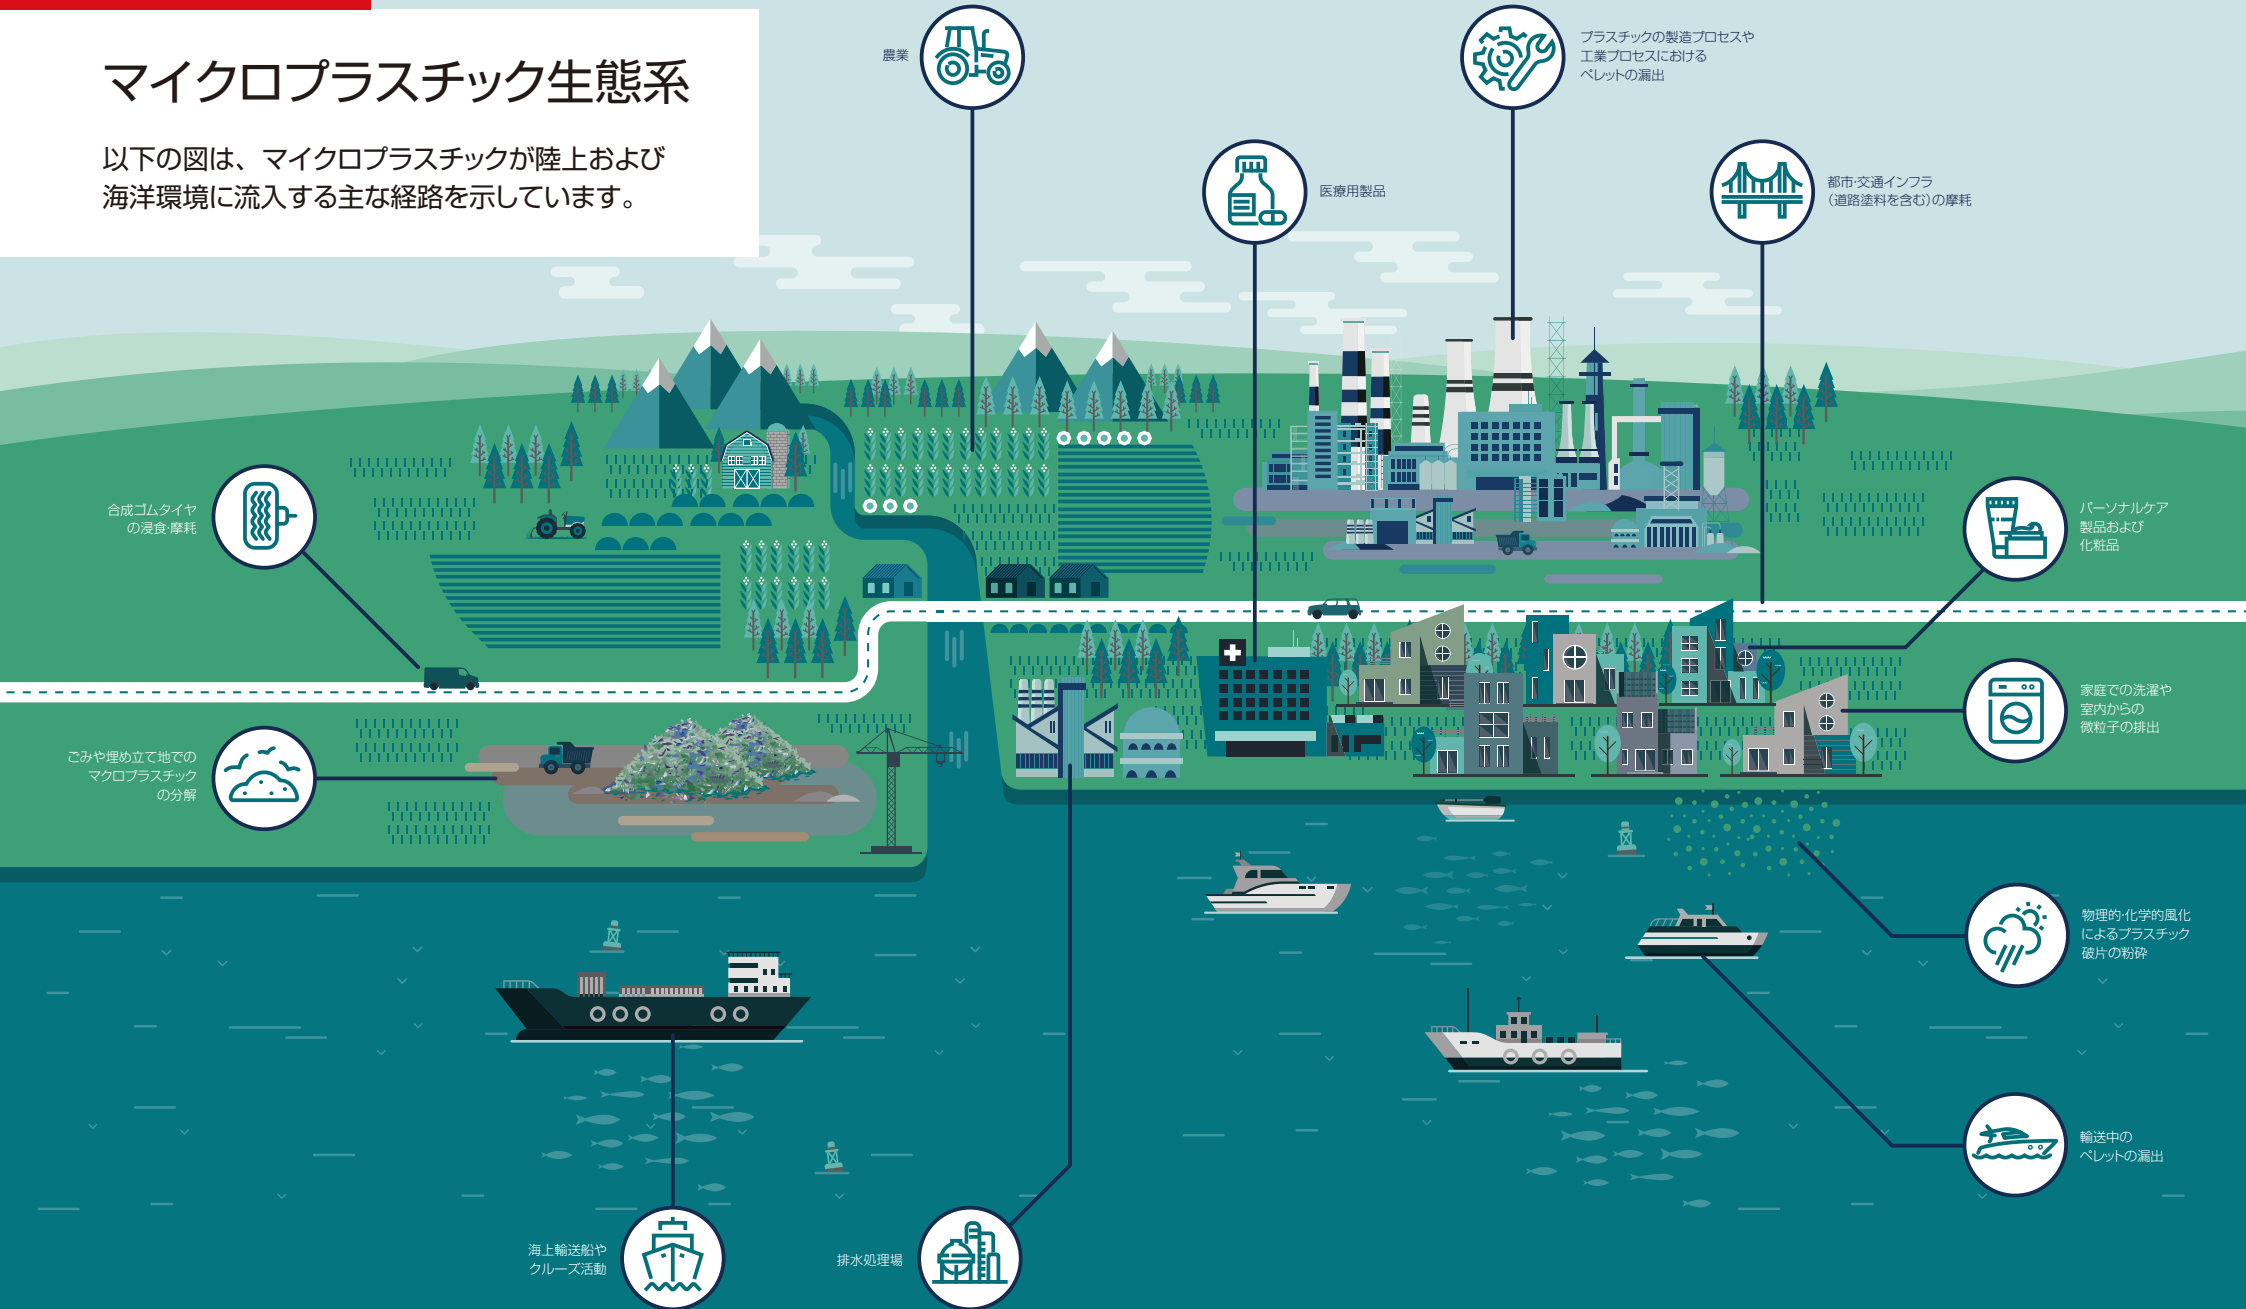 マイクロプラスチック生態系
以下の図は、マイクロプラスチックが陸上および
海洋環境に流入する主な経路を示しています。
農業
プラスチックの製造プロセスや
工業プロセスにおける
ペレットの漏出
医療用製品
都市・交通インフラ
（道路塗料を含む）の摩耗
合成ゴムタイヤ
の浸食・摩耗
パーソナルケア
製品および
化粧品
家庭での洗濯や
室内からの
微粒子の排出
ごみや埋め立て地での
マクロプラスチック
の分解
物理的・化学的風化
によるプラスチック
破片の粉砕
輸送中の
ペレットの漏出
海上輸送船や
クルーズ活動
排水処理場